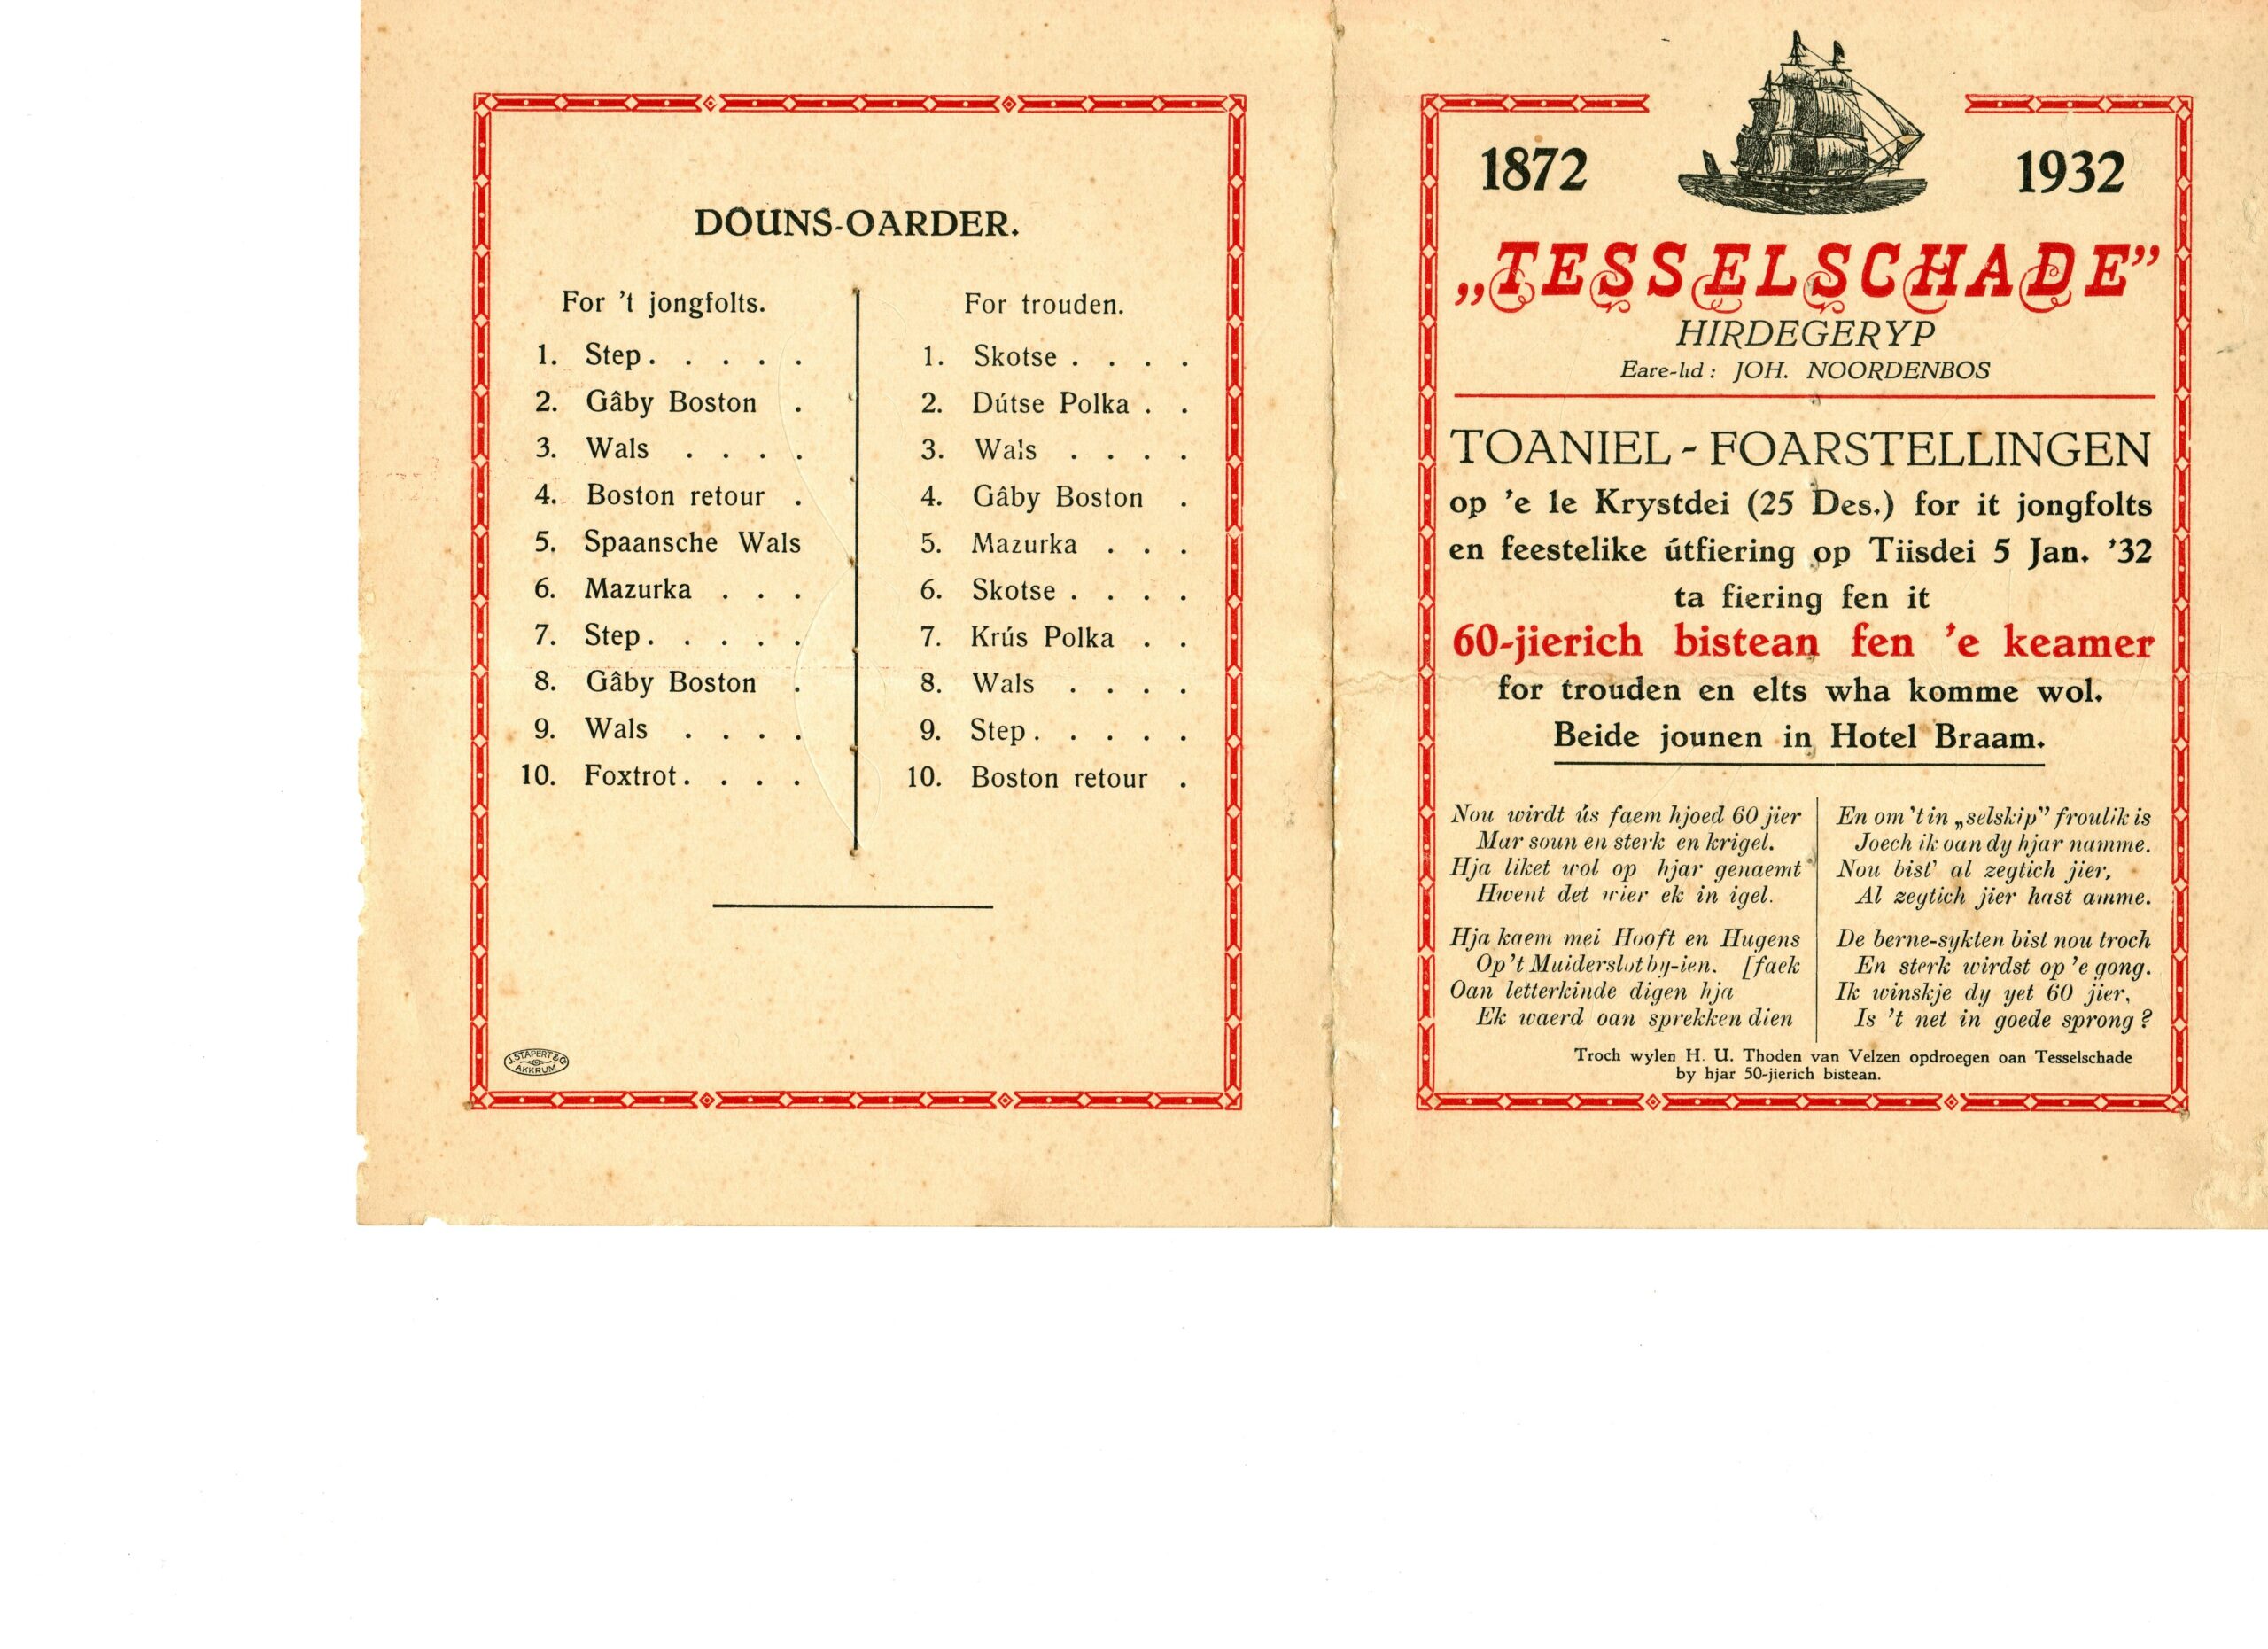 DOUNS-OARDER.
For 't jongfolts.
1. Step. . . . .
2. Gâby Boston .
3. Wals . . . .
4. Boston retour .
5. Spaansche Wals
6. Mazurka . . .
7. Step. . . . .
8. Gâby Boston .
9. Wals . . . .
10. Foxtrot. . . .
For trouden.
1. Skotse . . . .
2. Dútse Polka . .
3. Wals . . . .
4. Gâby Boston .
5. Mazurka . . .
6. Skotse . . . .
7. Krús Polka . .
8. Wals . . . .
9. Step. . . . .
10. Boston retour .
J. STAPERT & Co
AKKRUM
1872 1932
„TESSELSCHADE”
HIRDEGERYP
Eare-lid : JOH. NOORDENBOS
TOANIEL - FOARSTELLINGEN
op 'e 1e Krystdei (25 Des.) for it jongfolts
en feestelike útfiering op Tiisdei 5 Jan. '32
ta fiering fen it
60-jierich bistean fen 'e keamer
for trouden en elts wha komme wol.
Beide jounen in Hotel Braam.
Nou wirdt ús faem hjoed 60 jier
Mar soun en sterk en krigel.
Hja liket wol op hjar genaemt
Hwent det wier ek in igel.
Hja kaem mei Hooft en Hugens
Op't Muiderslot by-ien. [faek
Oan letterkinde digen hja
Ek waerd oan sprekken dien
En om 't in „selskip” froulik is
Joech ik oan dy hjar namme.
Nou bist' al zegtich jier,
Al zegtich jier hast amme.
De berne-sykten bist nou troch
En sterk wirdst op 'e gong.
Ik winskje dy yet 60 jier,
Is 't net in goede sprong ?
Troch wylen H. U. Thoden van Velzen opdroegen oan Tesselschade
by hjar 50-jierich bistean.